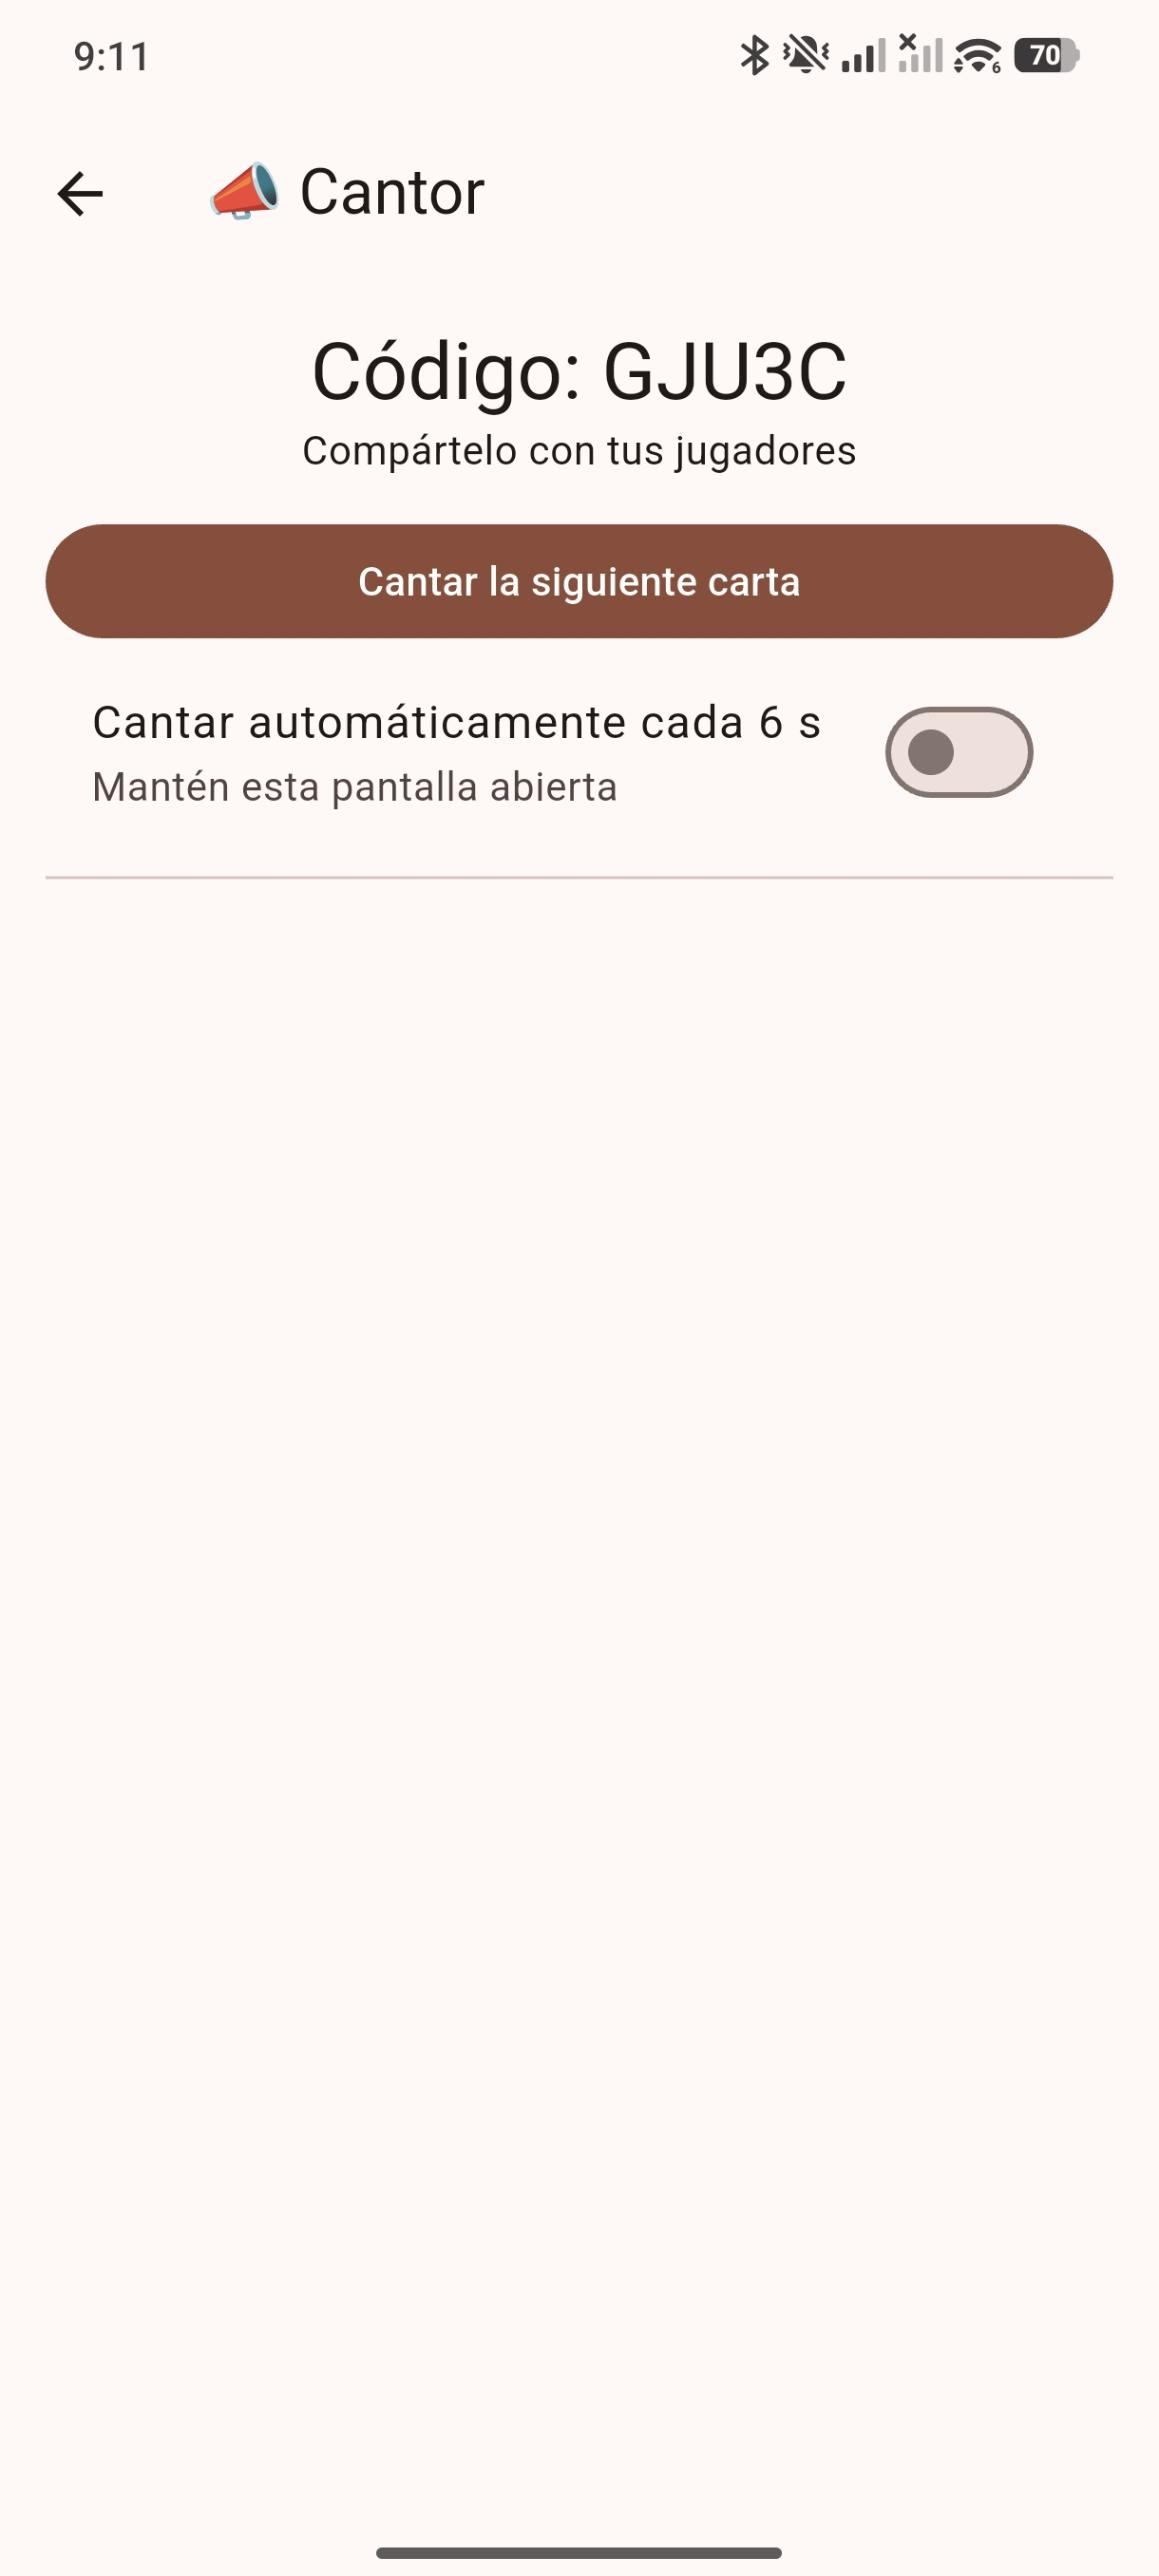 9:11
6
70
📣 Cantor
Código: GJU3C
Compártelo con tus jugadores
Cantar la siguiente carta
Cantar automáticamente cada 6 s
Mantén esta pantalla abierta